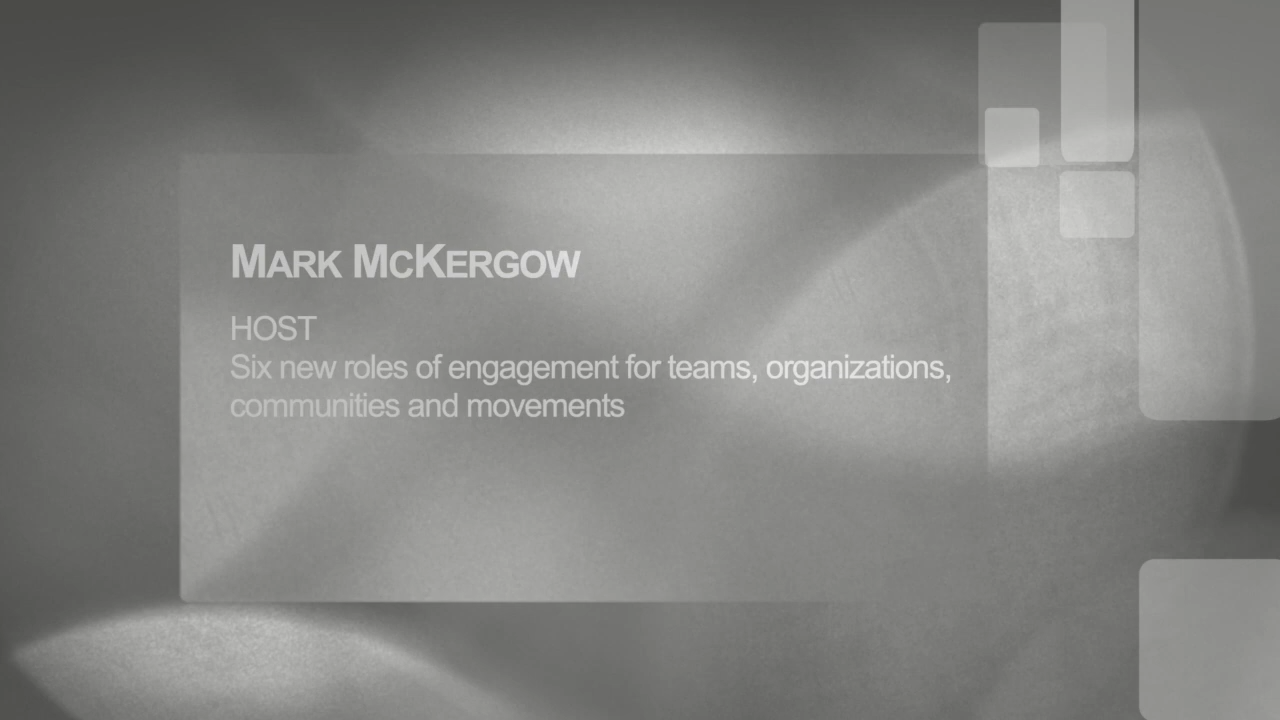 MARK MCKERGOW
HOST
Six new roles of engagement for teams, organizations,
communities and movements